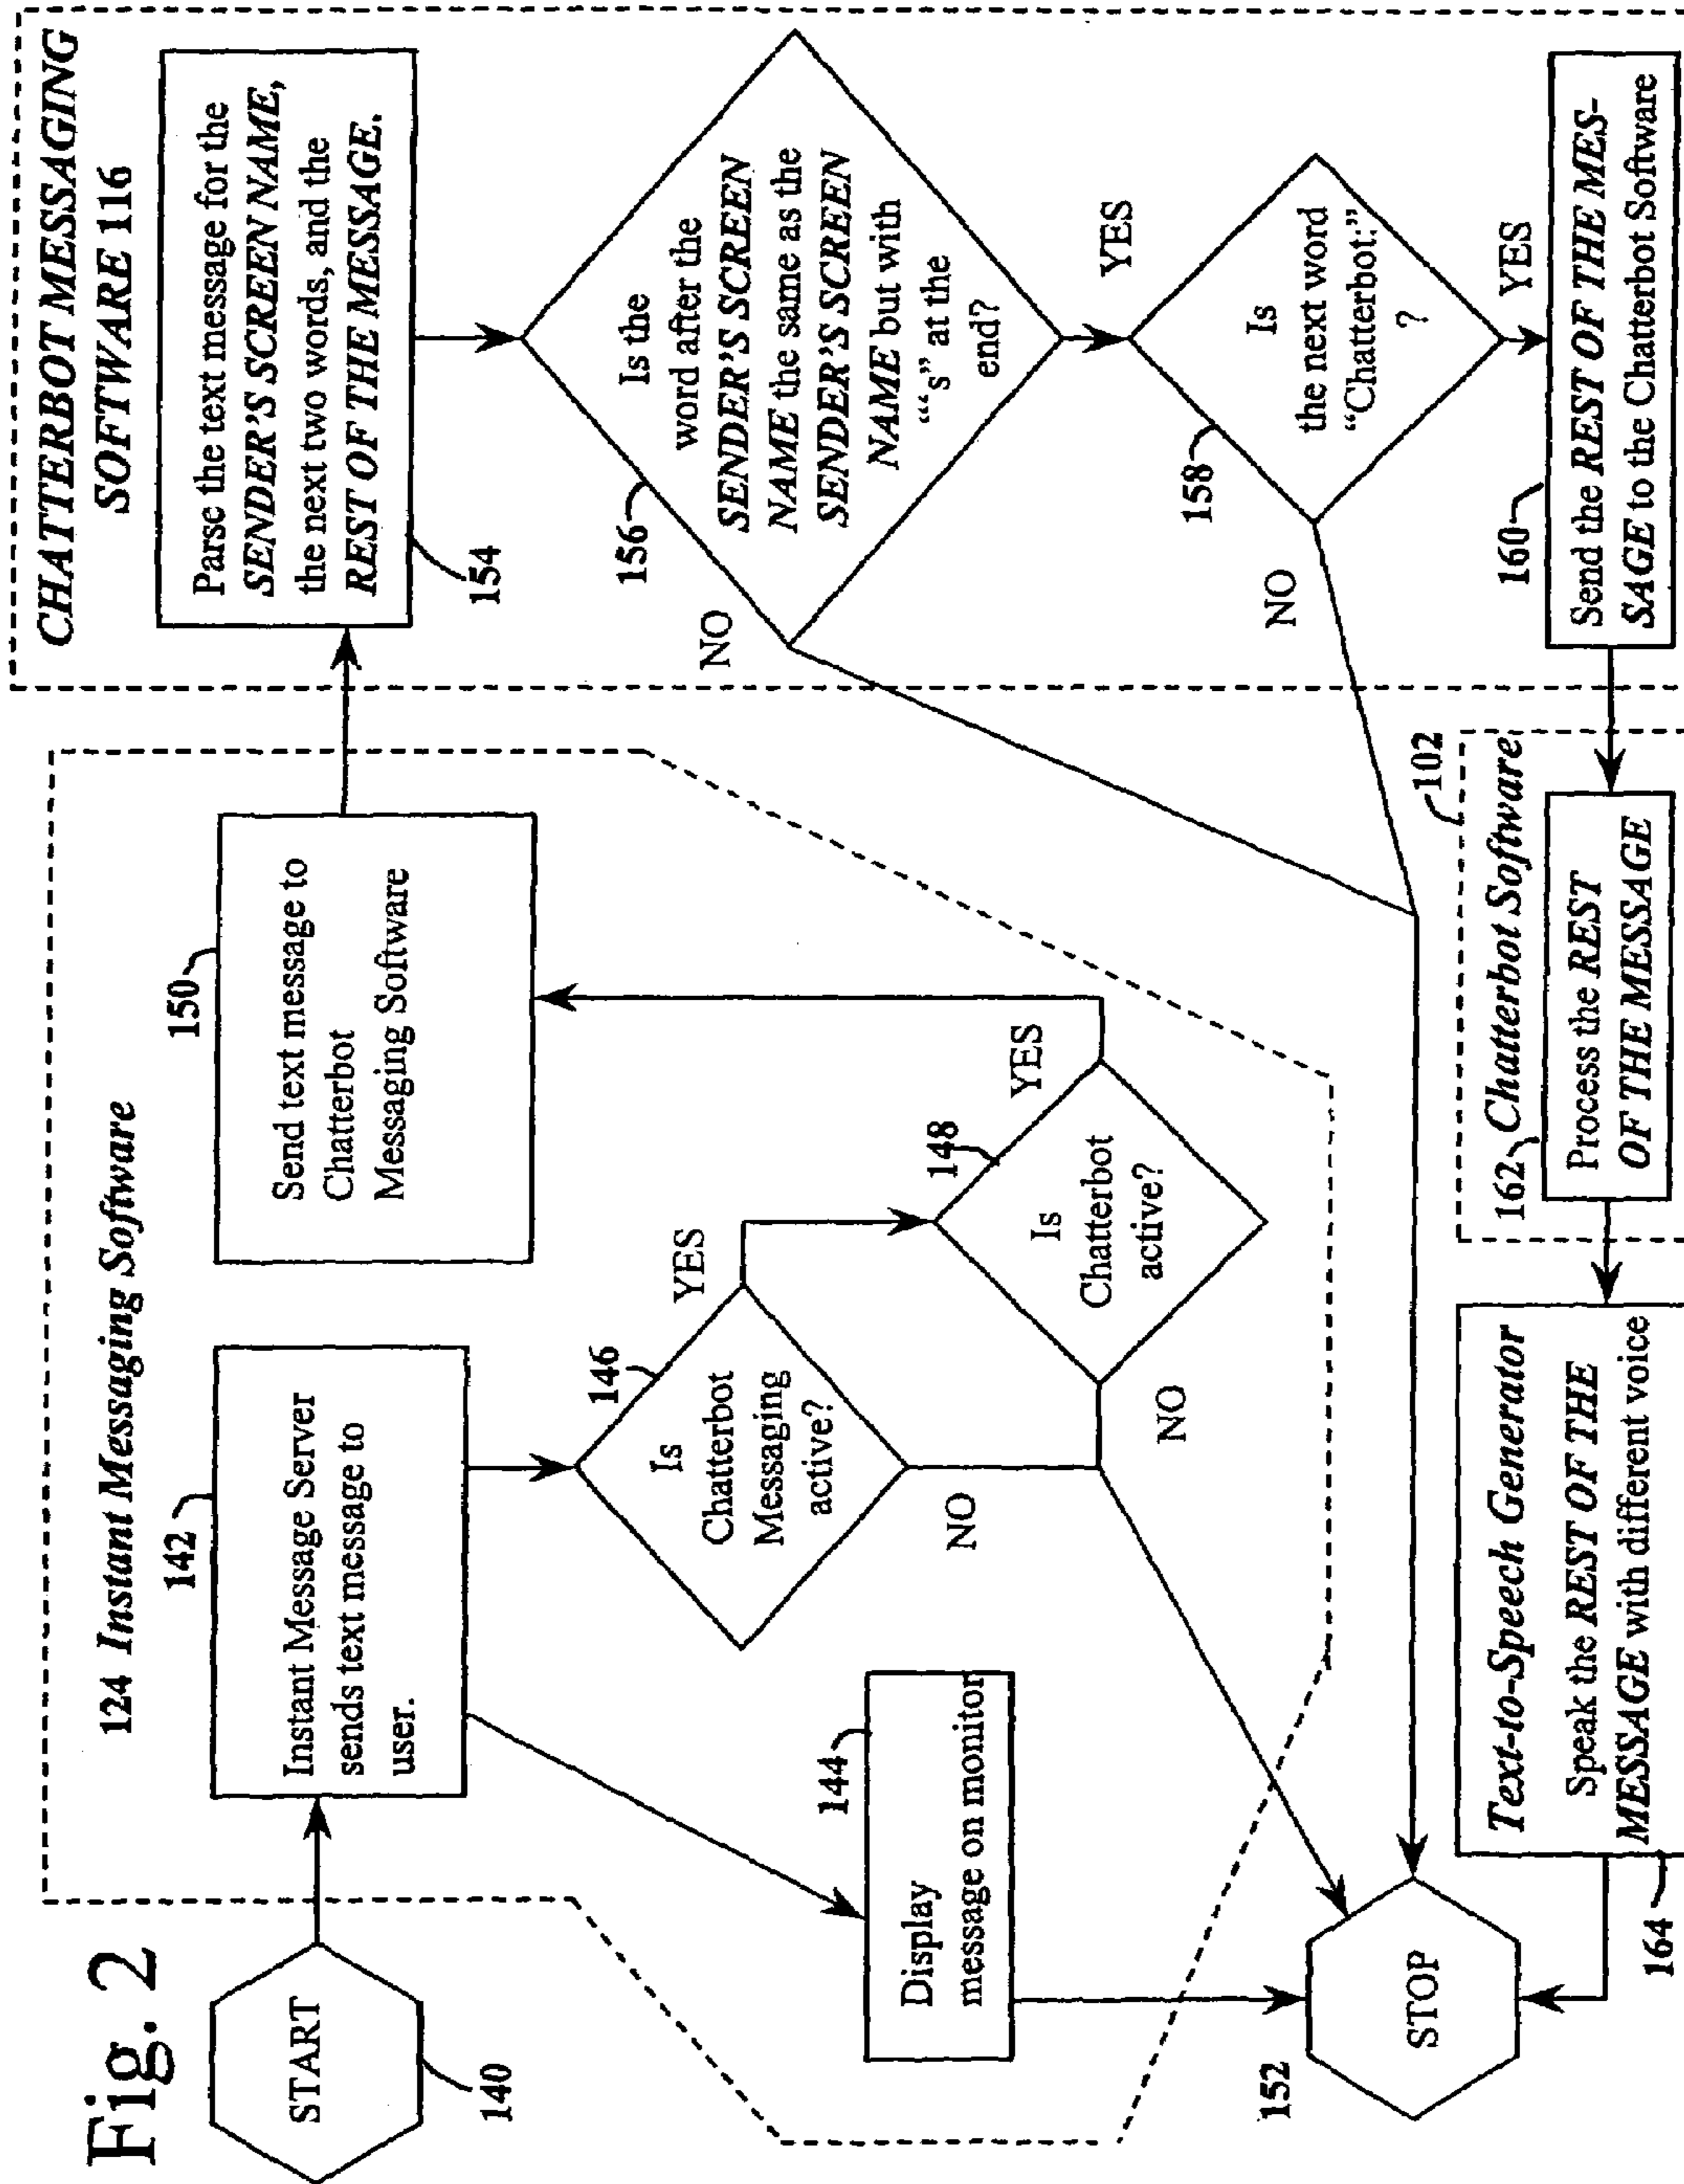 Fig. 2
START
140
124 Instant Messaging Software
142
Instant Message Server
sends text message to
user.
144
Display
message on monitor
146
Is
Chatterbot
Messaging
active?
YES
NO
148
Is
Chatterbot
active?
YES
NO
150
Send text message to
Chatterbot
Messaging Software
152
STOP
CHATTERBOT MESSAGING
SOFTWARE 116
Parse the text message for the
SENDER'S SCREEN NAME,
the next two words, and the
REST OF THE MESSAGE.
154
156
Is the
word after the
SENDER'S SCREEN
NAME the same as the
SENDER'S SCREEN
NAME but with
“‘s” at the
end?
NO
YES
158
Is
the next word
“Chatterbot:”
?
NO
YES
160
Send the REST OF THE MES-
SAGE to the Chatterbot Software
102
162 Chatterbot Software
Process the REST
OF THE MESSAGE
Text-to-Speech Generator
Speak the REST OF THE
MESSAGE with different voice
164